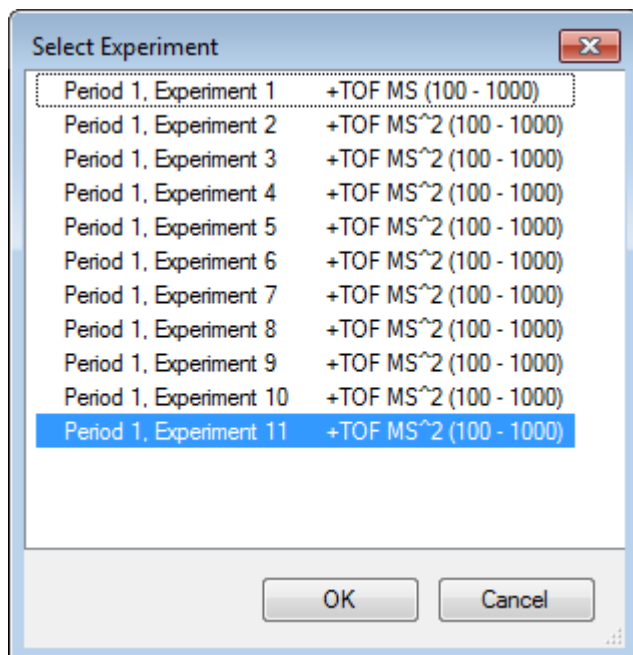 Select Experiment
Period 1, Experiment 1 +TOF MS (100 - 1000)
Period 1, Experiment 2 +TOF MS^2 (100 - 1000)
Period 1, Experiment 3 +TOF MS^2 (100 - 1000)
Period 1, Experiment 4 +TOF MS^2 (100 - 1000)
Period 1, Experiment 5 +TOF MS^2 (100 - 1000)
Period 1, Experiment 6 +TOF MS^2 (100 - 1000)
Period 1, Experiment 7 +TOF MS^2 (100 - 1000)
Period 1, Experiment 8 +TOF MS^2 (100 - 1000)
Period 1, Experiment 9 +TOF MS^2 (100 - 1000)
Period 1, Experiment 10 +TOF MS^2 (100 - 1000)
Period 1, Experiment 11 +TOF MS^2 (100 - 1000)
OK Cancel